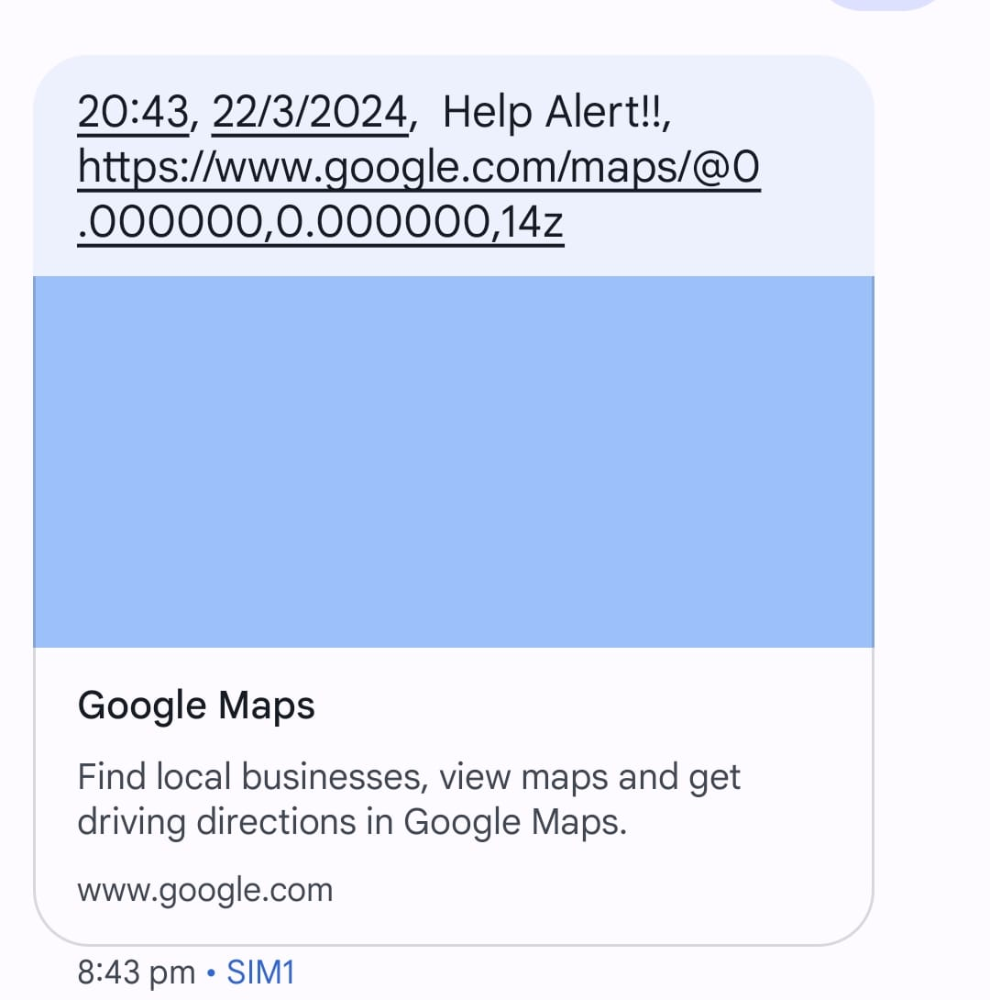 20:43, 22/3/2024,  Help Alert!!,
https://www.google.com/maps/@0
.000000,0.000000,14z
Google Maps
Find local businesses, view maps and get
driving directions in Google Maps.
www.google.com
8:43 pm • SIM1